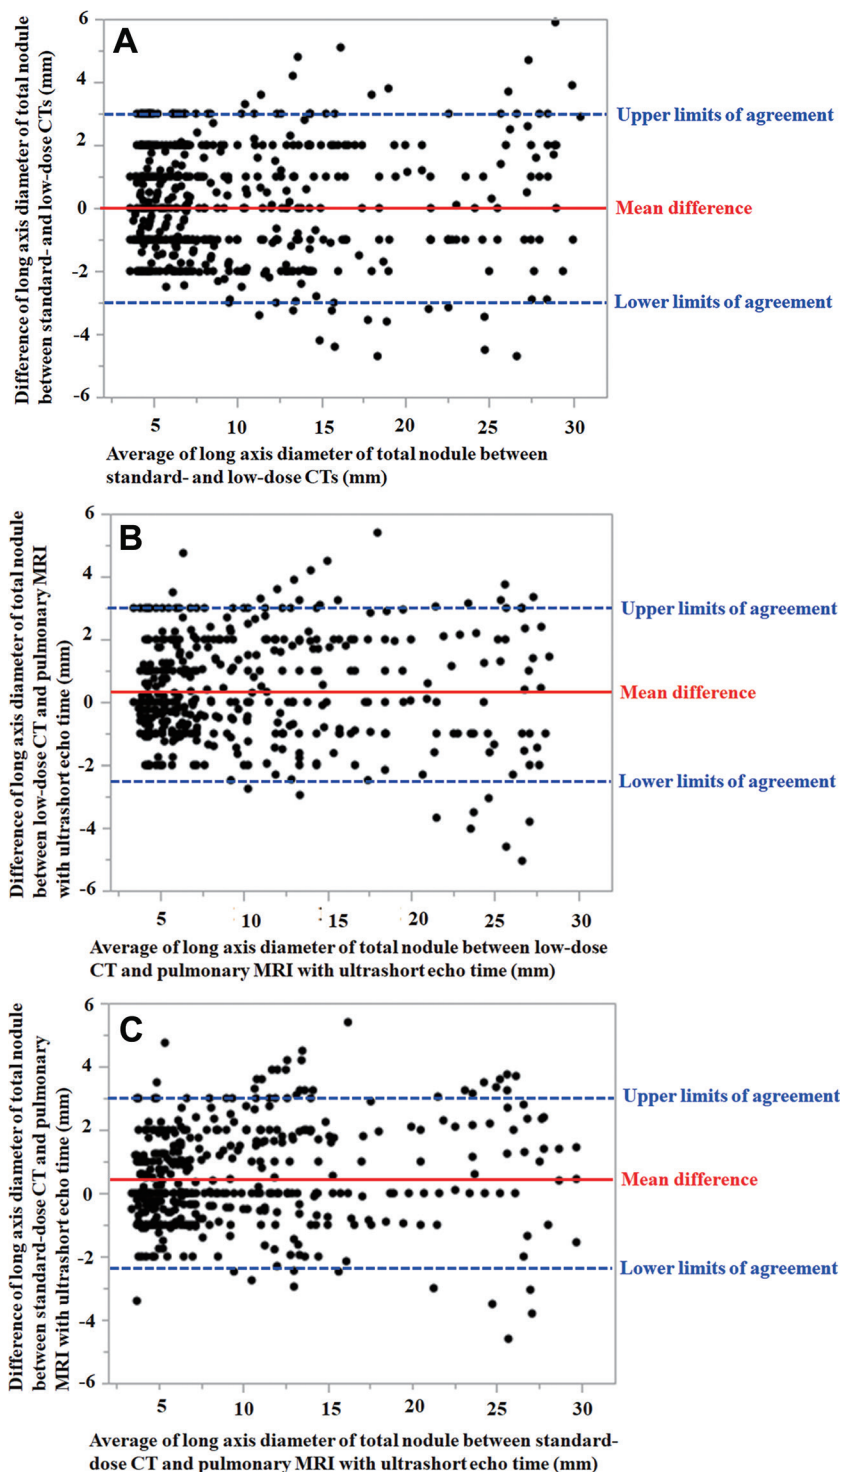 A
Difference of long axis diameter of total nodule
between standard- and low-dose CTs (mm)
6
4
2
0
-2
-4
-6
Upper limits of agreement
Mean difference
Lower limits of agreement
5 10 15 20 25 30
Average of long axis diameter of total nodule between
standard- and low-dose CTs (mm)
B
Difference of long axis diameter of total nodule
between low-dose CT and pulmonary MRI
with ultrashort echo time (mm)
6
4
2
0
-2
-4
-6
Upper limits of agreement
Mean difference
Lower limits of agreement
5 10 15 20 25 30
Average of long axis diameter of total nodule between low-dose
CT and pulmonary MRI with ultrashort echo time (mm)
C
Difference of long axis diameter of total nodule
between standard-dose CT and pulmonary
MRI with ultrashort echo time (mm)
6
4
2
0
-2
-4
-6
Upper limits of agreement
Mean difference
Lower limits of agreement
5 10 15 20 25 30
Average of long axis diameter of total nodule between standard-
dose CT and pulmonary MRI with ultrashort echo time (mm)